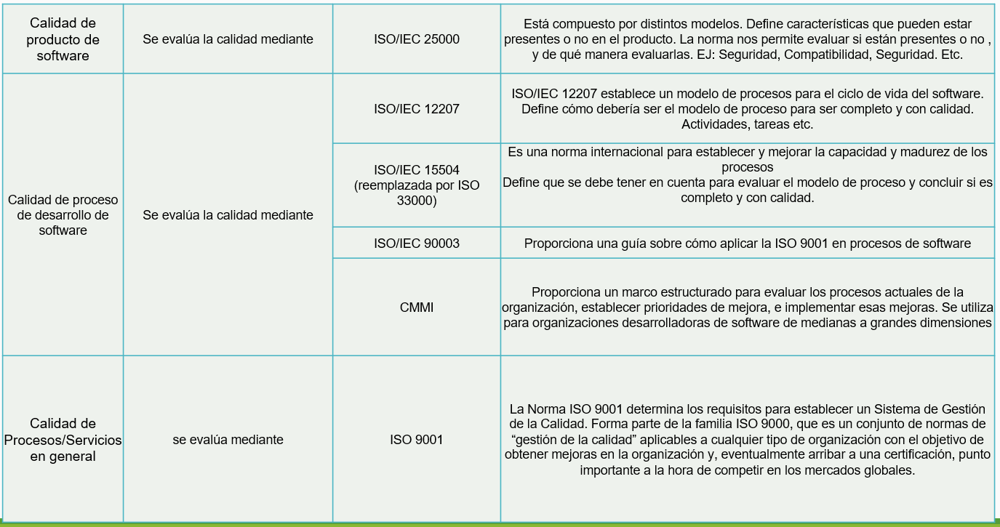 Calidad de
producto de
software
Se evalúa la calidad mediante
ISO/IEC 25000
Está compuesto por distintos modelos. Define características que pueden estar
presentes o no en el producto. La norma nos permite evaluar si están presentes o no ,
y de qué manera evaluarlas. EJ: Seguridad, Compatibilidad, Seguridad. Etc.
Calidad de proceso
de desarrollo de
software
Se evalúa la calidad mediante
ISO/IEC 12207
ISO/IEC 12207 establece un modelo de procesos para el ciclo de vida del software.
Define cómo debería ser el modelo de proceso para ser completo y con calidad.
Actividades, tareas etc.
ISO/IEC 15504
(reemplazada por ISO
33000)
Es una norma internacional para establecer y mejorar la capacidad y madurez de los
procesos
Define que se debe tener en cuenta para evaluar el modelo de proceso y concluir si es
completo y con calidad.
ISO/IEC 90003
Proporciona una guía sobre cómo aplicar la ISO 9001 en procesos de software
CMMI
Proporciona un marco estructurado para evaluar los procesos actuales de la
organización, establecer prioridades de mejora, e implementar esas mejoras. Se utiliza
para organizaciones desarrolladoras de software de medianas a grandes dimensiones
Calidad de
Procesos/Servicios
en general
se evalúa mediante
ISO 9001
La Norma ISO 9001 determina los requisitos para establecer un Sistema de Gestión
de la Calidad. Forma parte de la familia ISO 9000, que es un conjunto de normas de
“gestión de la calidad” aplicables a cualquier tipo de organización con el objetivo de
obtener mejoras en la organización y, eventualmente arribar a una certificación, punto
importante a la hora de competir en los mercados globales.